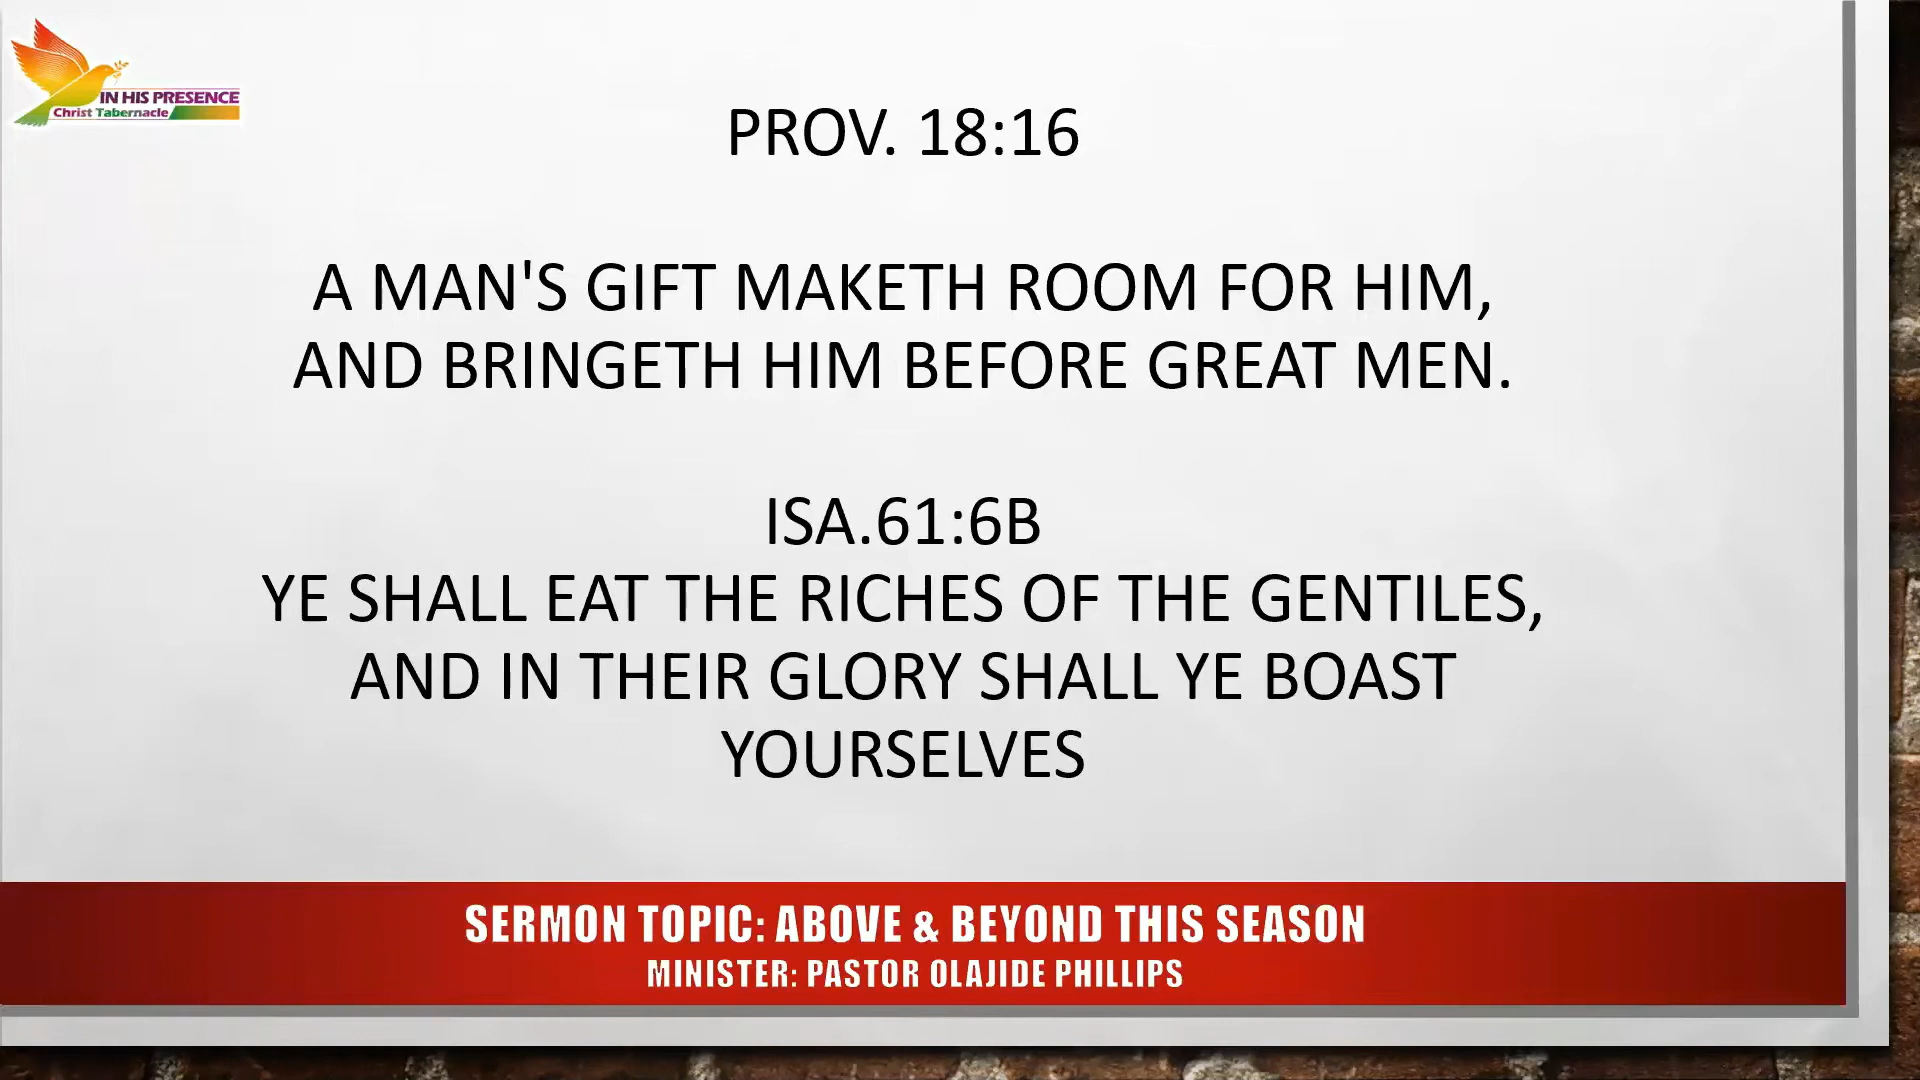 IN HIS PRESENCE
Christ Tabernacle
PROV. 18:16
A MAN'S GIFT MAKETH ROOM FOR HIM,
AND BRINGETH HIM BEFORE GREAT MEN.
ISA.61:6B
YE SHALL EAT THE RICHES OF THE GENTILES,
AND IN THEIR GLORY SHALL YE BOAST
YOURSELVES
SERMON TOPIC: ABOVE & BEYOND THIS SEASON
MINISTER: PASTOR OLAJIDE PHILLIPS